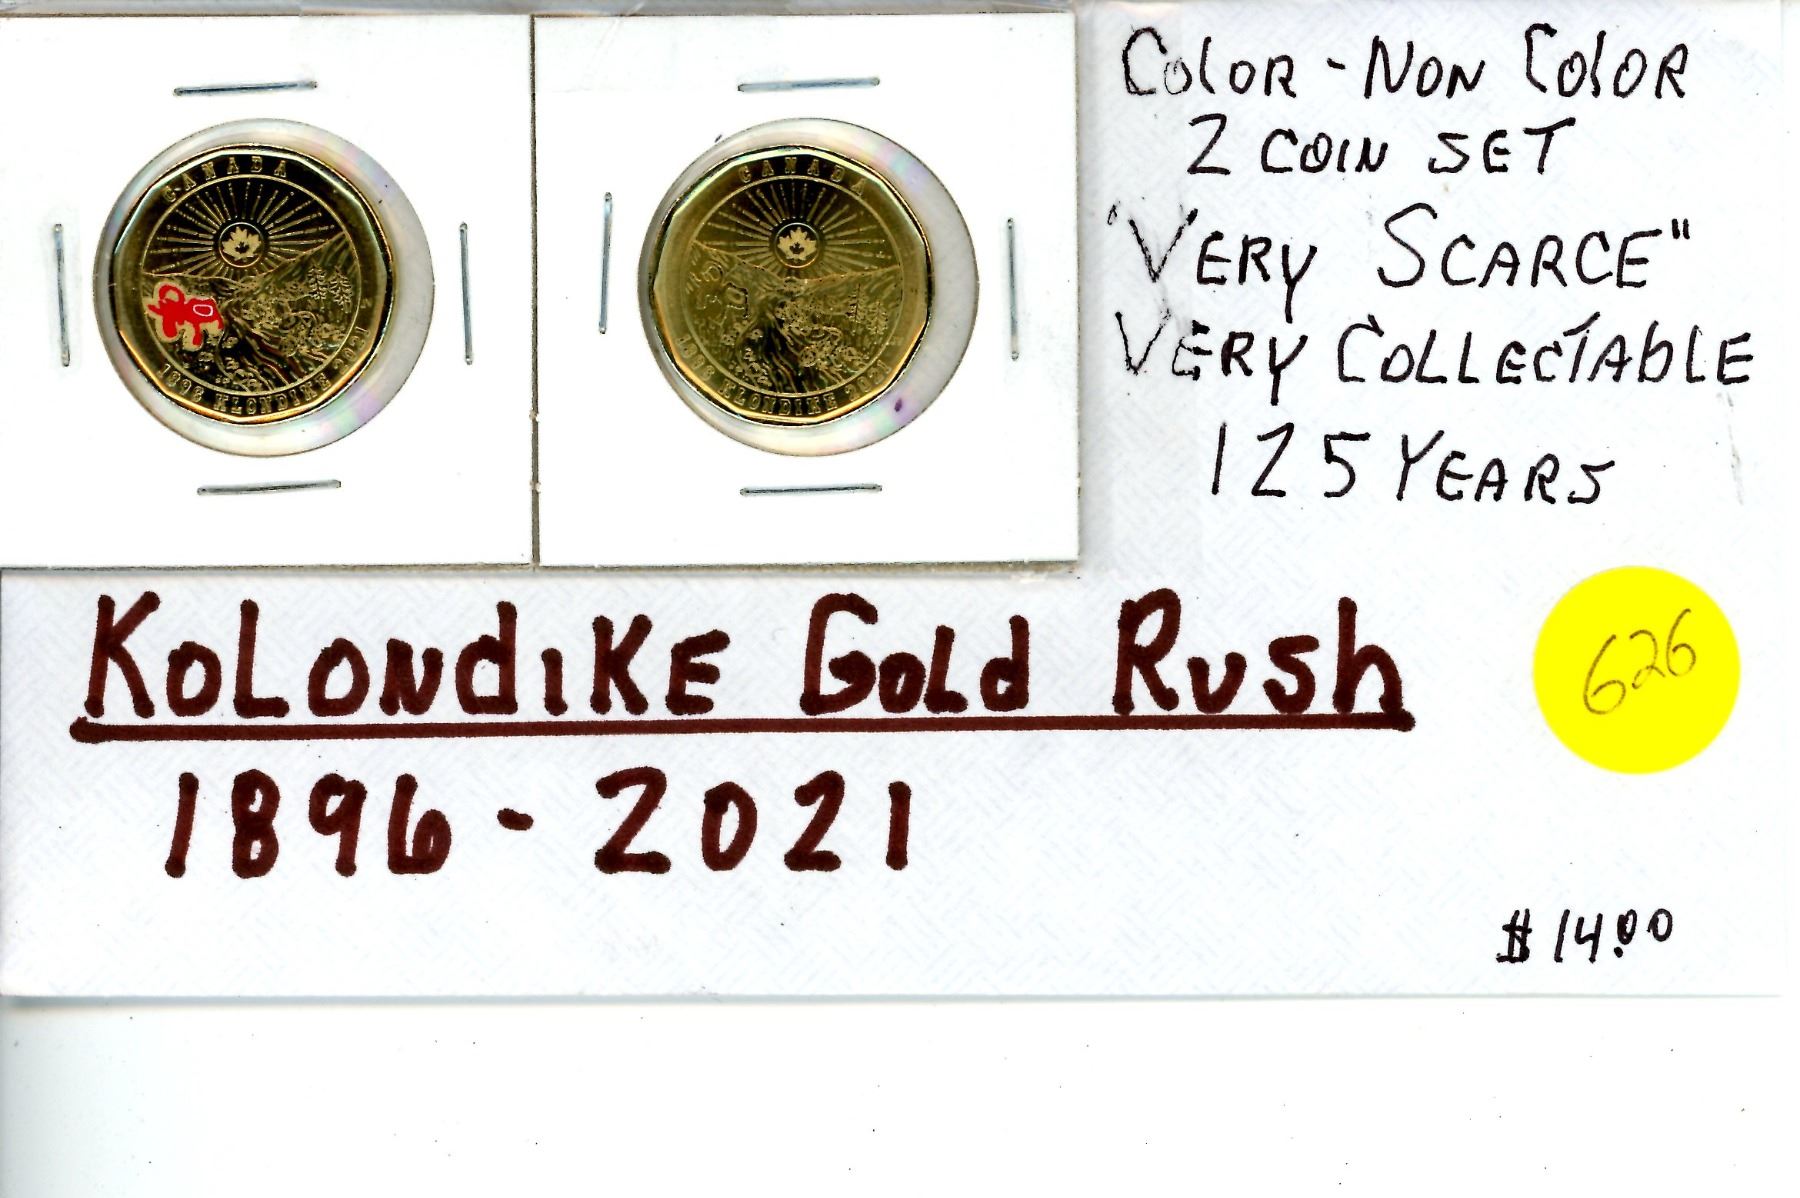 CANADA
1896 KLONDIKE 2021
CANADA
1896 KLONDIKE 2021
COLOR - NON COLOR
2 COIN SET
"VERY SCARCE"
VERY COLLECTABLE
125 YEARS
KOLONDIKE GOLD RUSH
626
1896 - 2021
$14.00